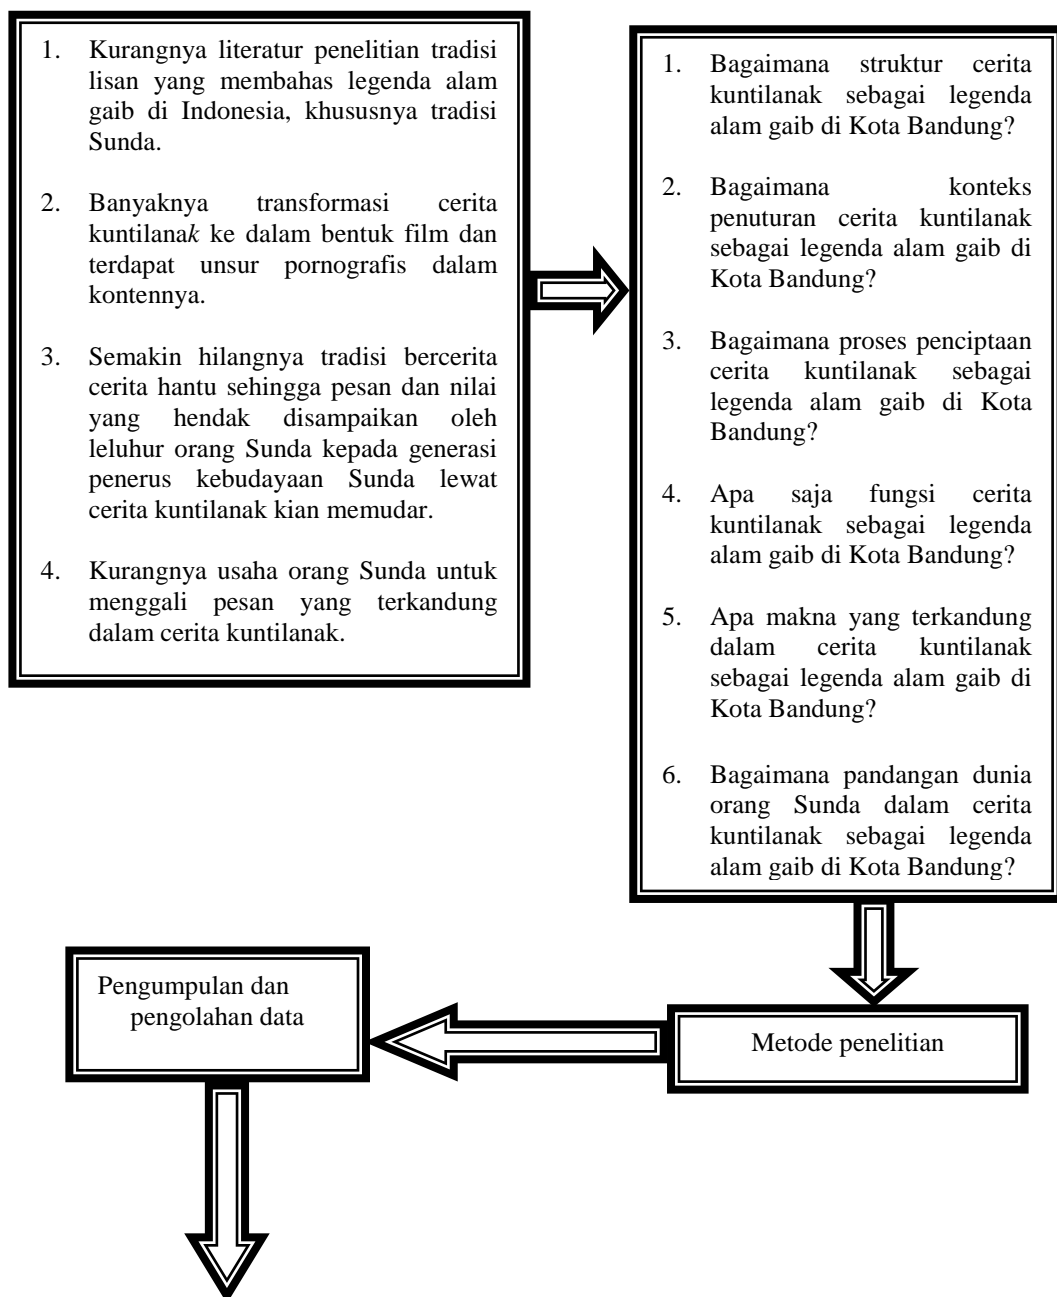 1. Kurangnya literatur penelitian tradisi
lisan yang membahas legenda alam
gaib di Indonesia, khususnya tradisi
Sunda.
2. Banyaknya transformasi cerita
kuntilanak ke dalam bentuk film dan
terdapat unsur pornografis dalam
kontennya.
3. Semakin hilangnya tradisi bercerita
cerita hantu sehingga pesan dan nilai
yang hendak disampaikan oleh
leluhur orang Sunda kepada generasi
penerus kebudayaan Sunda lewat
cerita kuntilanak kian memudar.
4. Kurangnya usaha orang Sunda untuk
menggali pesan yang terkandung
dalam cerita kuntilanak.
1. Bagaimana struktur cerita
kuntilanak sebagai legenda
alam gaib di Kota Bandung?
2. Bagaimana konteks
penuturan cerita kuntilanak
sebagai legenda alam gaib di
Kota Bandung?
3. Bagaimana proses penciptaan
cerita kuntilanak sebagai
legenda alam gaib di Kota
Bandung?
4. Apa saja fungsi cerita
kuntilanak sebagai legenda
alam gaib di Kota Bandung?
5. Apa makna yang terkandung
dalam cerita kuntilanak
sebagai legenda alam gaib di
Kota Bandung?
6. Bagaimana pandangan dunia
orang Sunda dalam cerita
kuntilanak sebagai legenda
alam gaib di Kota Bandung?
Metode penelitian
Pengumpulan dan
pengolahan data